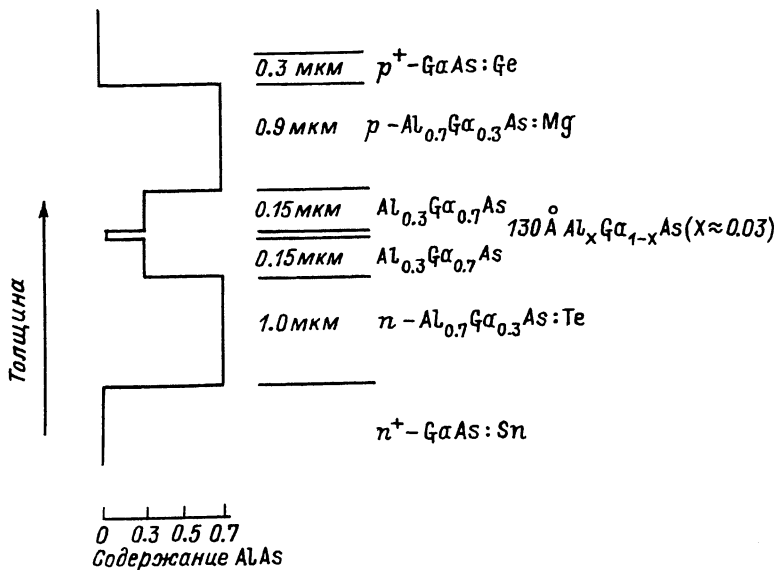 0.3 мкм p⁺-GaAs:Ge
0.9 мкм p-Al₀.₇Ga₀.₃As:Mg
0.15 мкм Al₀.₃Ga₀.₇As
130 Å AlₓGa₁₋ₓAs(x≈0.03)
0.15 мкм Al₀.₃Ga₀.₇As
1.0 мкм n-Al₀.₇Ga₀.₃As:Te
n⁺-GaAs:Sn
Толщина
0 0.3 0.5 0.7
Содержание AlAs